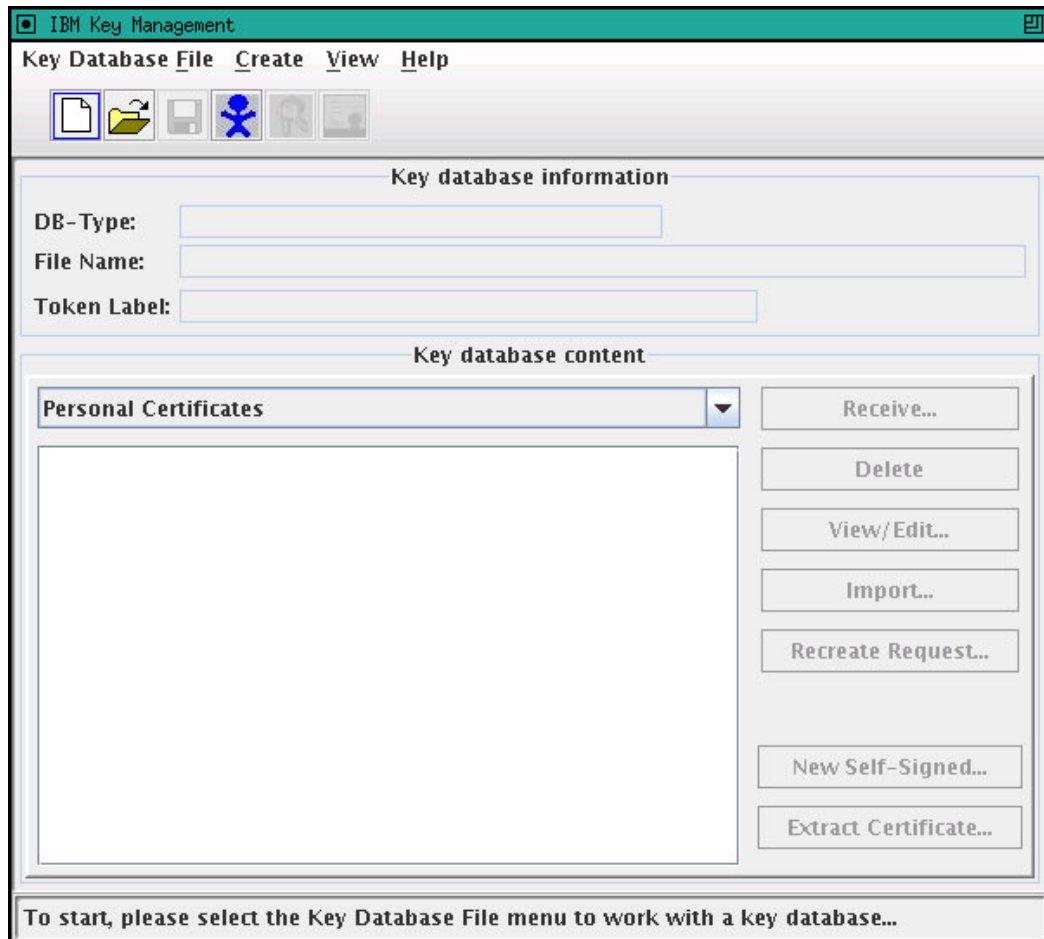 IBM Key Management
Key Database File Create View Help
Key database information
DB-Type:
File Name:
Token Label:
Key database content
Personal Certificates
Receive...
Delete
View/Edit...
Import...
Recreate Request...
New Self-Signed...
Extract Certificate...
To start, please select the Key Database File menu to work with a key database...